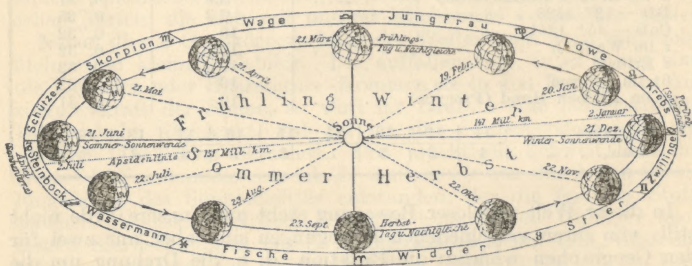 Wage
Jungfrau
Skorpion
Löwe
Schütze
Krebs
21. März
Frühlings-
Tag u. Nachtgleiche
21. April
19. Febr.
21. Mai
20. Jan
Frühling
Winter
2. Januar
147 Mill. km
Sonne
21. Juni
Sommer-Sonnenwende
21. Dez.
Winter-Sonnenwende
2. Juli
Apsidenlinie
151 Mill. km
Sommer
Herbst
Steinbock
Zwillinge
22. Juli
22. Nov.
23. Aug.
22. Okt.
23. Sept.
Herbst-
Tag u. Nachtgleiche
Wassermann
Stier
Fische
Widder